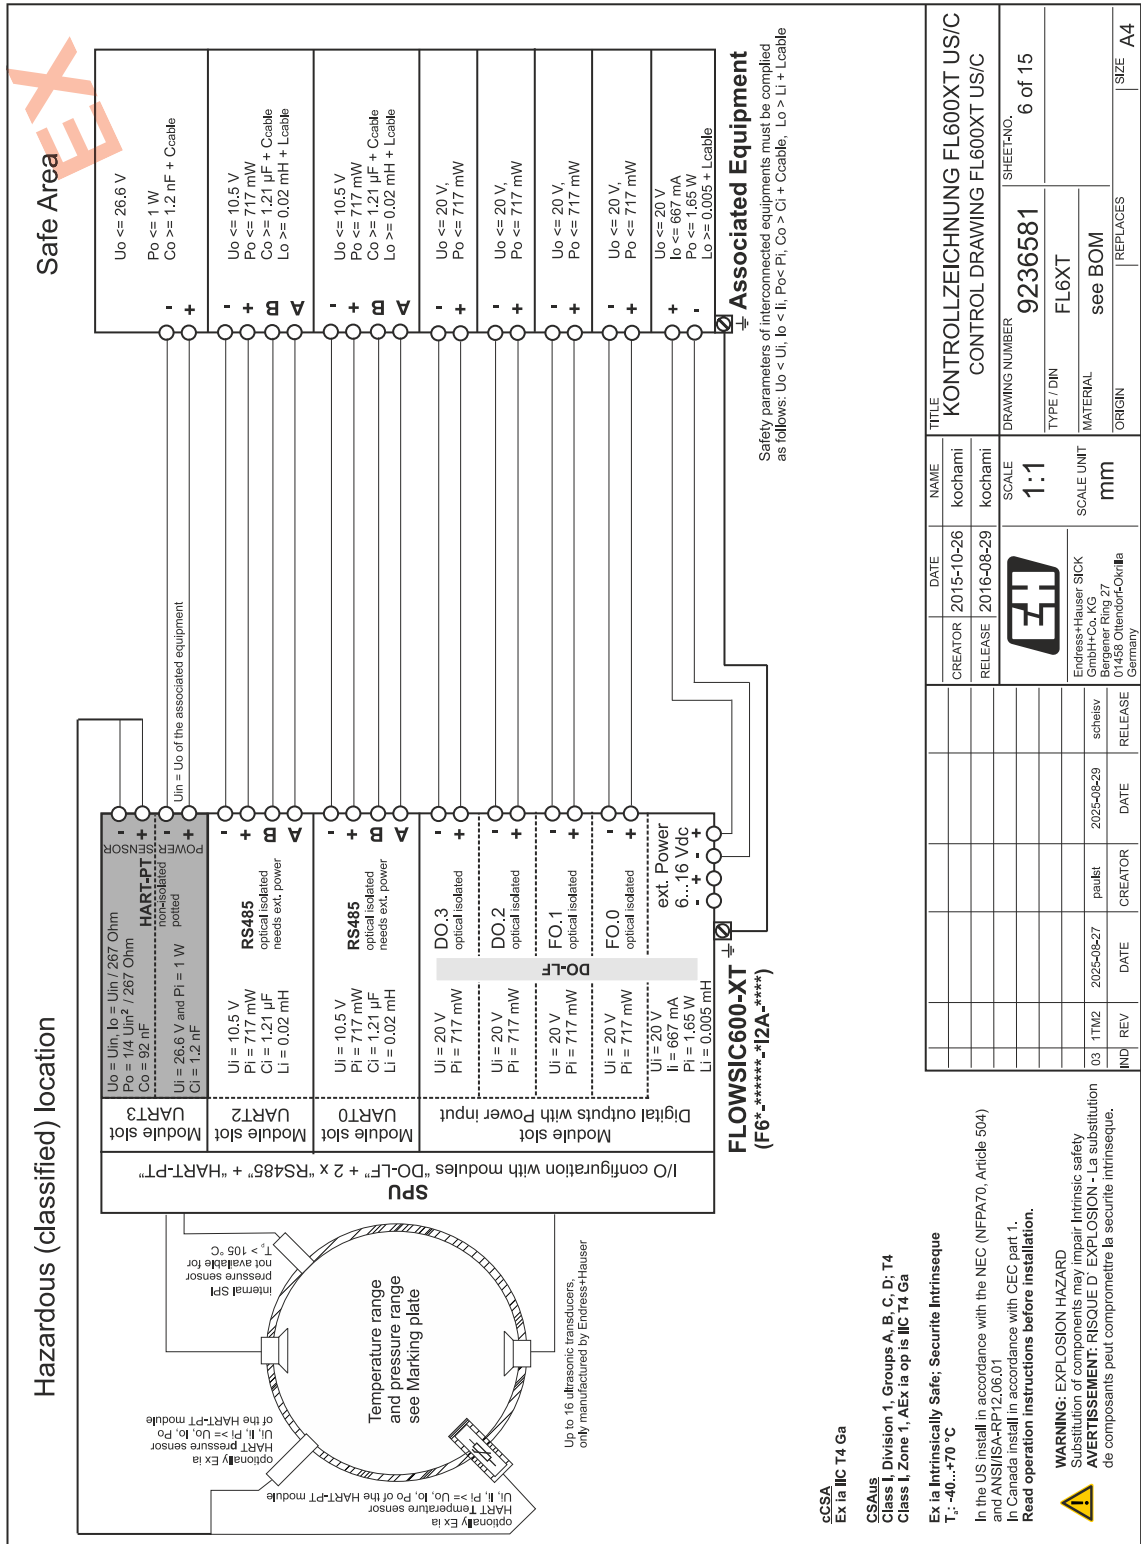 Hazardous (classified) location
Safe Area
EX
optionally Ex ia
HART Temperature sensor
Ui, Ii, Pi >= Uo, Io, Po of the HART-PT module
optionally Ex ia
HART pressure sensor
Ui, Ii, Pi >= Uo, Io, Po
of the HART-PT module
internal SPI
pressure sensor
not available for
Tₚ > 105 °C
Temperature range
and pressure range
see Marking plate
Up to 16 ultrasonic transducers,
only manufactured by Endress+Hauser
SPU
I/O configuration with modules "DO-LF" + 2 x "RS485" + "HART-PT"
Module slot
UART3
Uo = Uin, Io = Uin / 267 Ohm
Po = 1/4 Uin² / 267 Ohm
Co = 92 nF
HART-PT
non-isolated
potted
Ui = 26.6 V and Pi = 1 W
Ci = 1.2 nF
SENSOR
POWER
-
+
-
+
Uin = Uo of the associated equipment
Module slot
UART2
Ui = 10.5 V
Pi = 717 mW
Ci = 1.21 µF
Li = 0.02 mH
RS485
optical isolated
needs ext. power
-
+
B
A
Module slot
UART0
Ui = 10.5 V
Pi = 717 mW
Ci = 1.21 µF
Li = 0.02 mH
RS485
optical isolated
needs ext. power
-
+
B
A
Module slot
Digital outputs with Power input
DO-LF
Ui = 20 V
Pi = 717 mW
DO.3
optical isolated
-
+
Ui = 20 V
Pi = 717 mW
DO.2
optical isolated
-
+
Ui = 20 V
Pi = 717 mW
FO.1
optical isolated
-
+
Ui = 20 V
Pi = 717 mW
FO.0
optical isolated
-
+
Ui = 20 V
Ii = 667 mA
Pi = 1.65 W
Li = 0.005 mH
ext. Power
6...16 Vdc
- + - +
FLOWSIC600-XT
(F6*-******-*I2A-****)
-
+
Uo <= 26.6 V
Po <= 1 W
Co >= 1.2 nF + Ccable
-
+
B
A
Uo <= 10.5 V
Po <= 717 mW
Co >= 1.21 µF + Ccable
Lo >= 0.02 mH + Lcable
-
+
B
A
Uo <= 10.5 V
Po <= 717 mW
Co >= 1.21 µF + Ccable
Lo >= 0.02 mH + Lcable
-
+
Uo <= 20 V,
Po <= 717 mW
-
+
Uo <= 20 V,
Po <= 717 mW
-
+
Uo <= 20 V,
Po <= 717 mW
-
+
Uo <= 20 V,
Po <= 717 mW
+
-
Uo <= 20 V
Io <= 667 mA
Po <= 1.65 W
Lo >= 0.005 + Lcable
Associated Equipment
Safety parameters of interconnected equipments must be complied
as follows: Uo < Ui, Io < Ii, Po< Pi, Co > Ci + Ccable, Lo > Li + Lcable
cCSA
Ex ia IIC T4 Ga
CSAus
Class I, Division 1, Groups A, B, C, D; T4
Class I, Zone 1, AEx ia op is IIC T4 Ga
Ex ia Intrinsically Safe; Securite Intrinseque
Tₐ: -40...+70 °C
In the US install in accordance with the NEC (NFPA70, Article 504)
and ANSI/ISA-RP12.06.01
In Canada install in accordance with CEC part 1.
Read operation instructions before installation.
WARNING: EXPLOSION HAZARD
Substitution of components may impair Intrinsic safety
AVERTISSEMENT: RISQUE D` EXPLOSION - La substitution
de composants peut compromettre la securite intrinseque.
03 1TM2 2025-08-27 paulst 2025-08-29 scheisv
IND REV DATE CREATOR DATE RELEASE
DATE NAME
CREATOR 2015-10-26 kochami
RELEASE 2016-08-29 kochami
EH
Endress+Hauser SICK
GmbH+Co. KG
Bergener Ring 27
01458 Ottendorf-Okrilla
Germany
SCALE
1:1
SCALE UNIT
mm
TITLE
KONTROLLZEICHNUNG FL600XT US/C
CONTROL DRAWING FL600XT US/C
DRAWING NUMBER
9236581
SHEET-NO.
6 of 15
TYPE / DIN
FL6XT
MATERIAL
see BOM
ORIGIN
REPLACES
SIZE A4